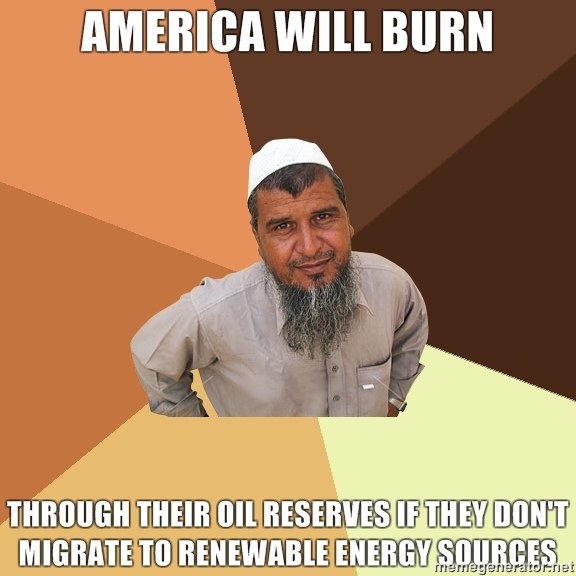 AMERICA WILL BURN
THROUGH THEIR OIL RESERVES IF THEY DON'T
MIGRATE TO RENEWABLE ENERGY SOURCES
memegenerator.net